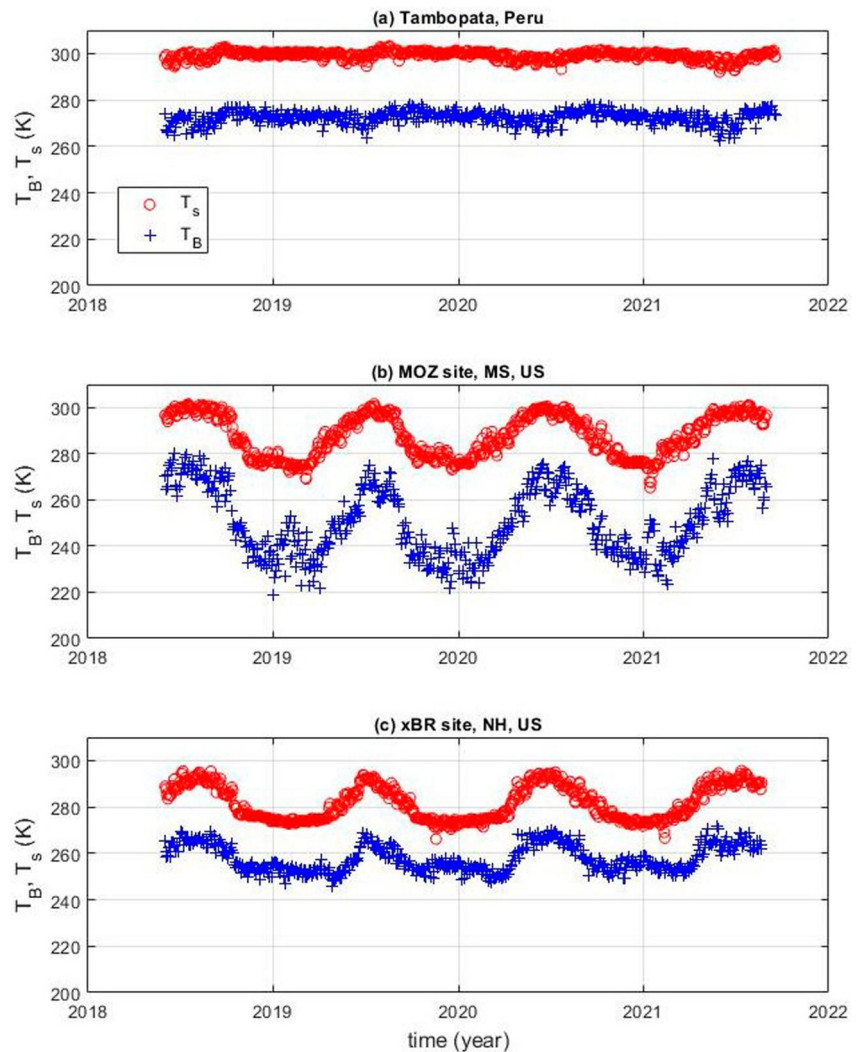 (a) Tambopata, Peru
300
280
260
240
220
200
T_B, T_s (K)
T_s
T_B
2018 2019 2020 2021 2022
(b) MOZ site, MS, US
300
280
260
240
220
200
T_B, T_s (K)
2018 2019 2020 2021 2022
(c) xBR site, NH, US
300
280
260
240
220
200
T_B, T_s (K)
2018 2019 2020 2021 2022
time (year)